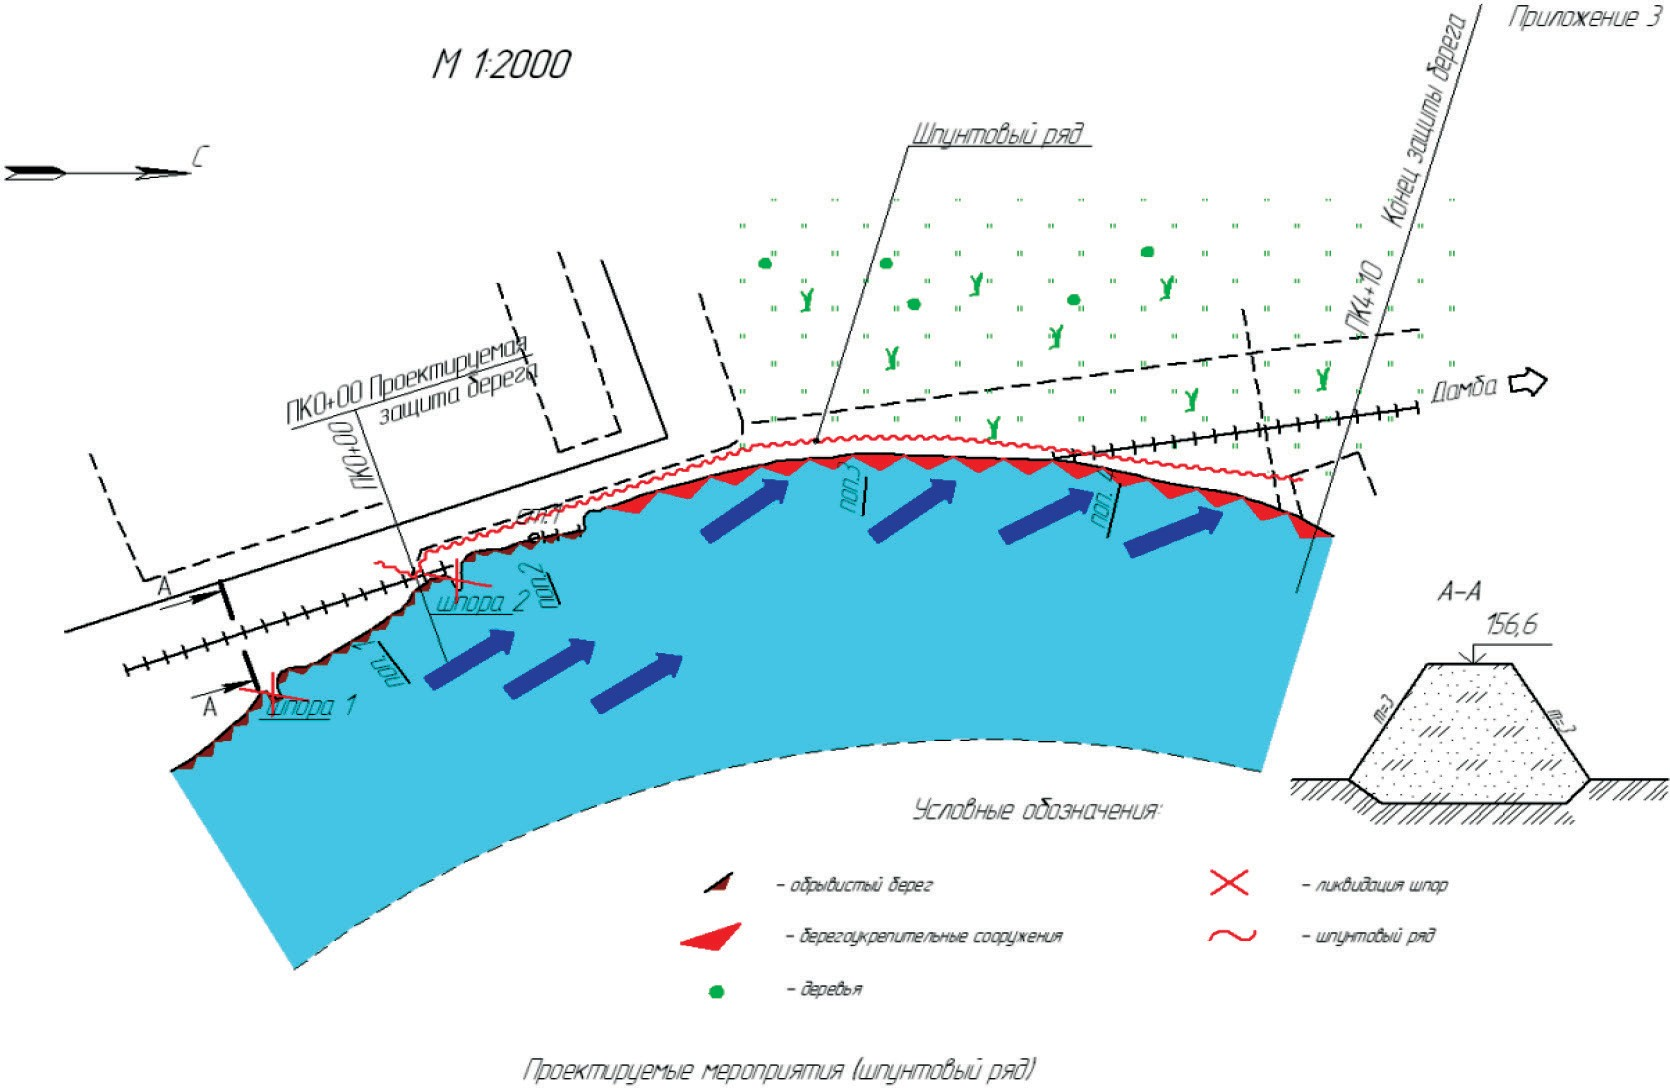 Приложение 3
М 1:2000
С
Шпунтовый ряд
Конец защиты берега
ПК4+10
ПК0+00 Проектируемая
защита берега
ПК0+00
Дамба
ст.1
поп.3
поп. 4
поп.2
поп. 1
А
А
шпора 2
шпора 1
А-А
156,6
m=3
m=3
Условные обозначения:
- обрывистый берег
- ликвидация шпор
- берегоукрепительные сооружения
- шпунтовый ряд
- деревья
Проектируемые мероприятия (шпунтовый ряд)